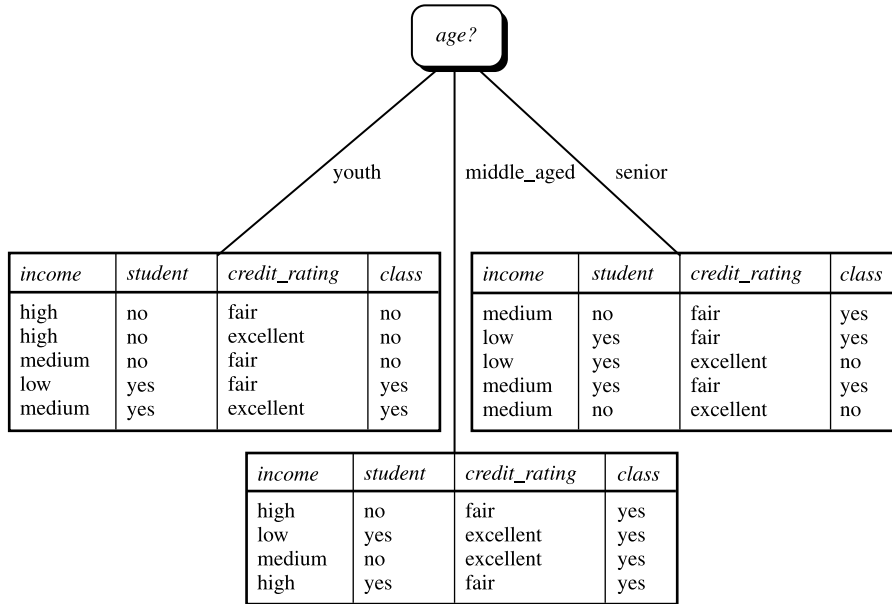 age?
youth
middle_aged
senior
income student credit_rating class
high no fair no
high no excellent no
medium no fair no
low yes fair yes
medium yes excellent yes
income student credit_rating class
medium no fair yes
low yes fair yes
low yes excellent no
medium yes fair yes
medium no excellent no
income student credit_rating class
high no fair yes
low yes excellent yes
medium no excellent yes
high yes fair yes